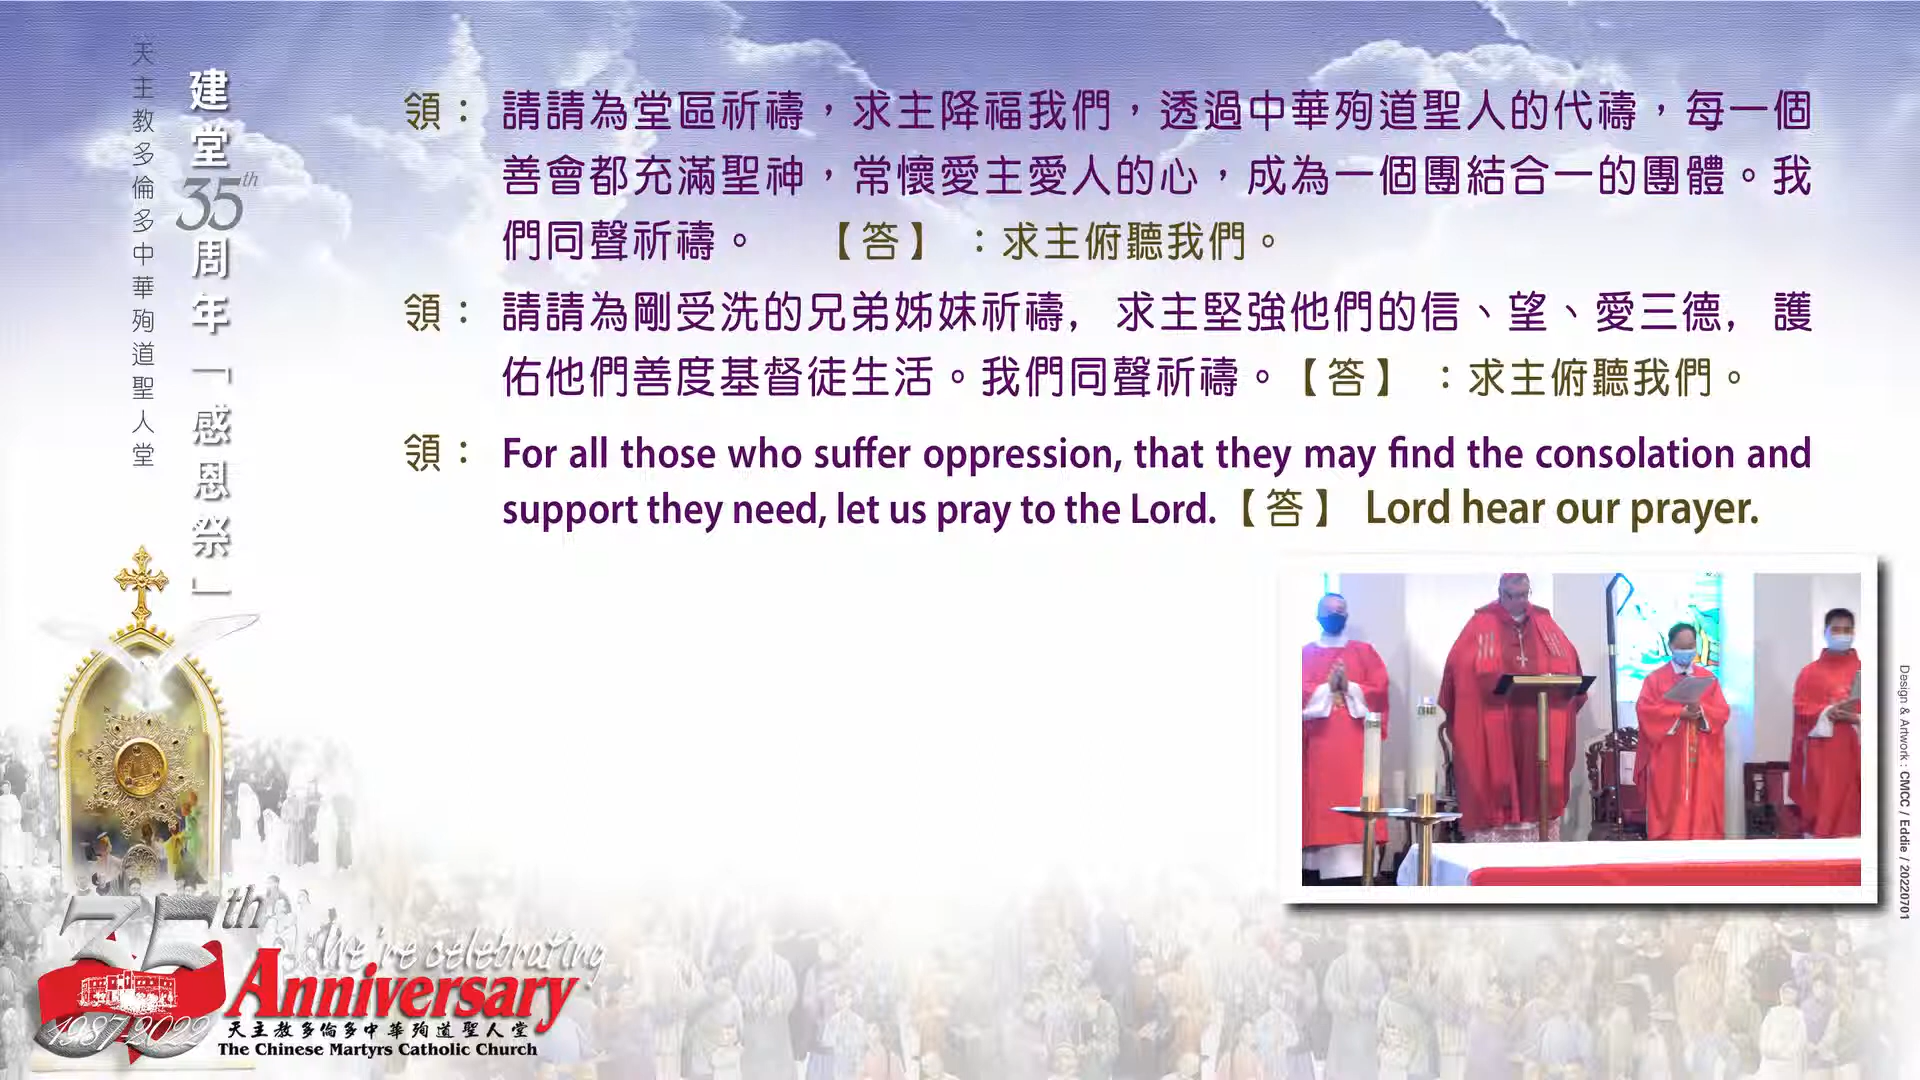 天主教多倫多中華殉道聖人堂
建堂35th周年「感恩祭」
領： 請請為堂區祈禱，求主降福我們，透過中華殉道聖人的代禱，每一個
善會都充滿聖神，常懷愛主愛人的心，成為一個團結合一的團體。我
們同聲祈禱。 【答】：求主俯聽我們。
領： 請請為剛受洗的兄弟姊妹祈禱，求主堅強他們的信、望、愛三德，護
佑他們善度基督徒生活。我們同聲祈禱。【答】：求主俯聽我們。
領： For all those who suffer oppression, that they may find the consolation and
support they need, let us pray to the Lord.【答】 Lord hear our prayer.
Design & Artwork : CMCC / Eddie / 20220701
35th
We're celebrating
Anniversary
1987-2022
天主教多倫多中華殉道聖人堂
The Chinese Martyrs Catholic Church